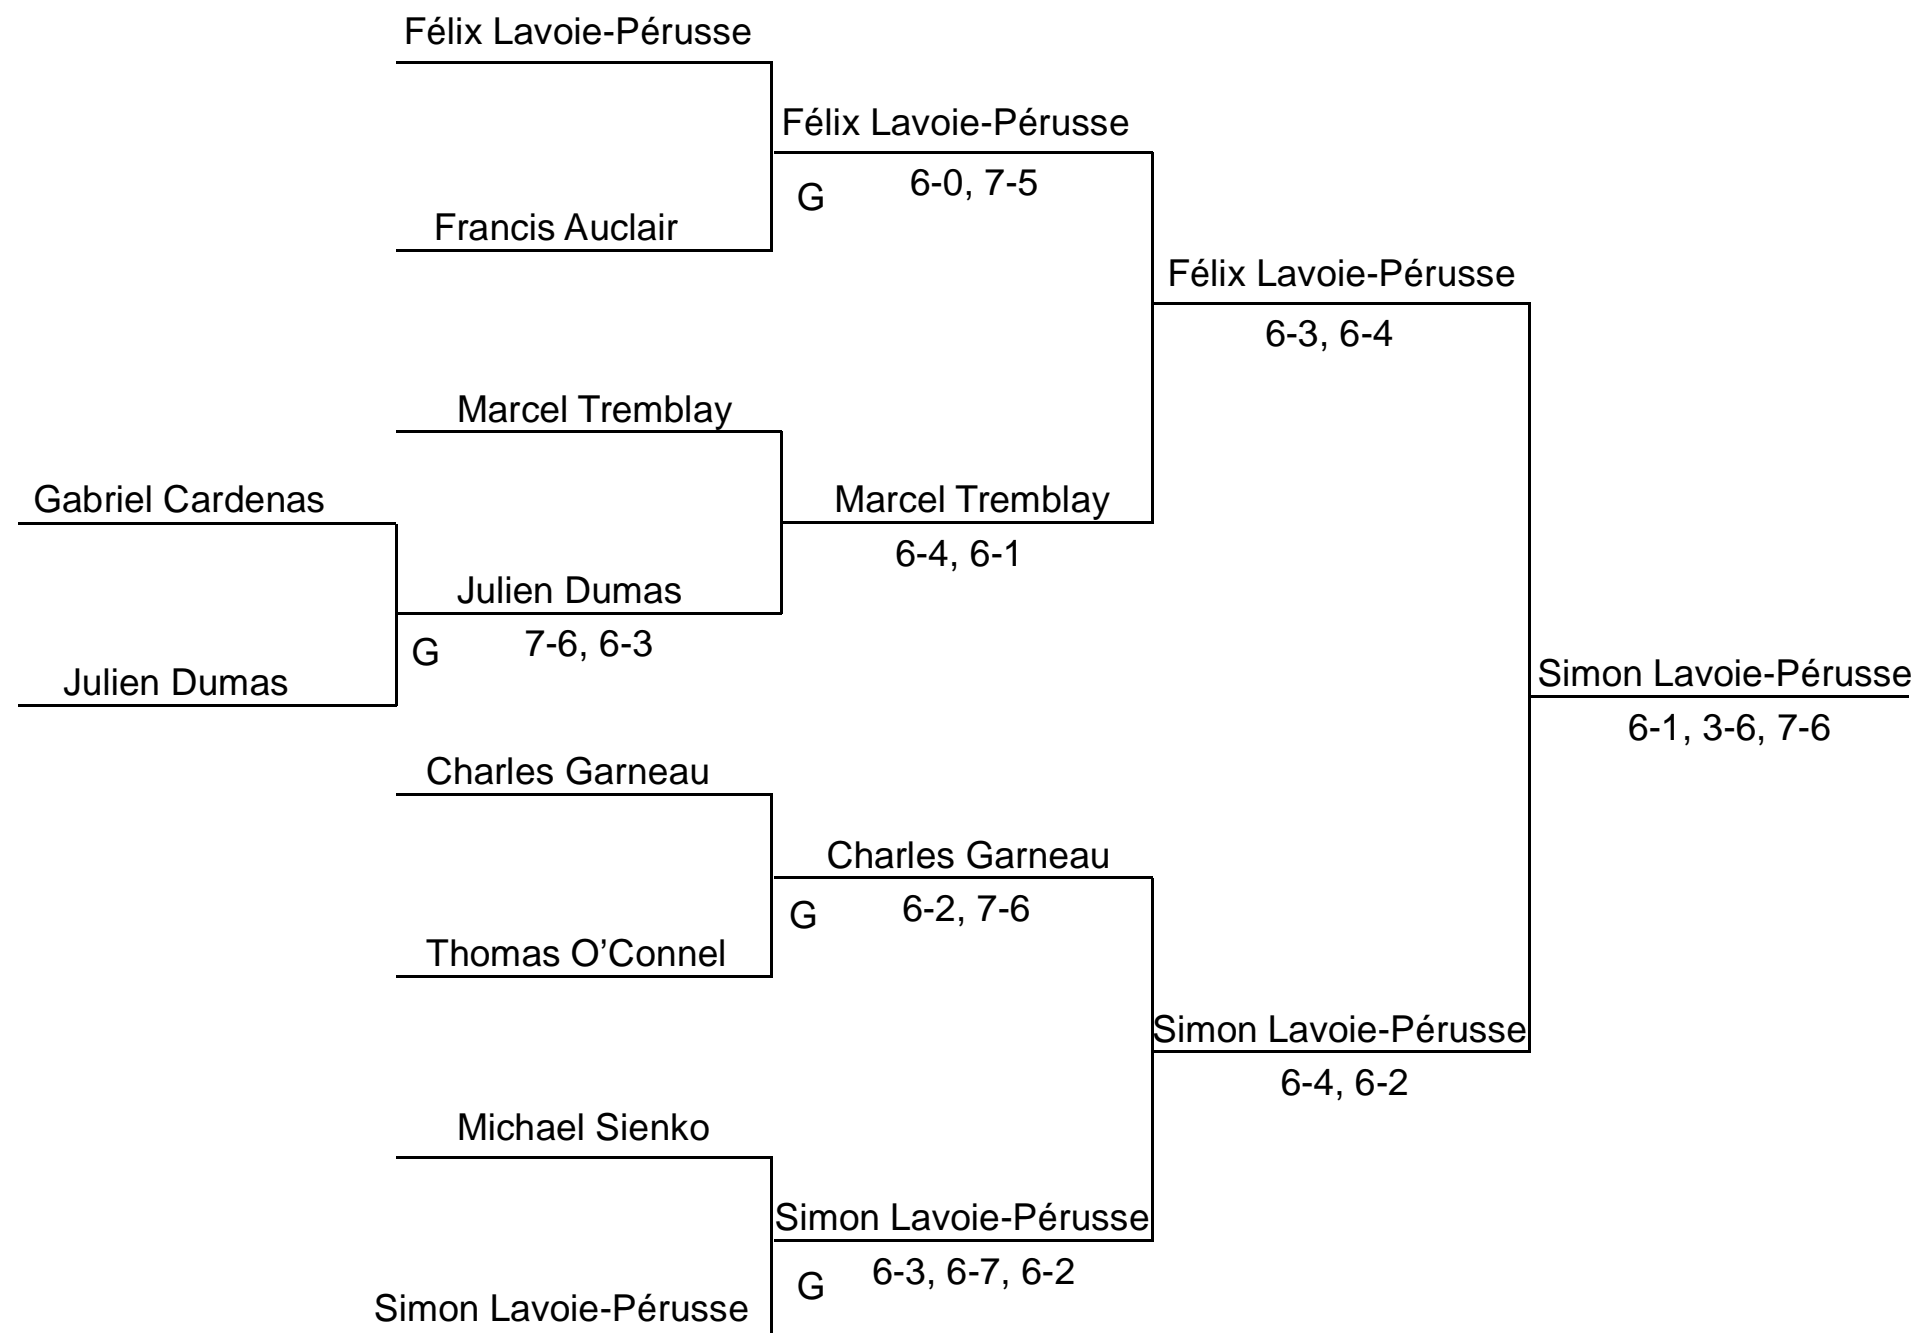 Félix Lavoie-Pérusse
Félix Lavoie-Pérusse
6-0, 7-5
G
Francis Auclair
Félix Lavoie-Pérusse
6-3, 6-4
Marcel Tremblay
Gabriel Cardenas
Marcel Tremblay
6-4, 6-1
Julien Dumas
7-6, 6-3
G
Julien Dumas
Simon Lavoie-Pérusse
6-1, 3-6, 7-6
Charles Garneau
Charles Garneau
6-2, 7-6
G
Thomas O’Connel
Simon Lavoie-Pérusse
6-4, 6-2
Michael Sienko
Simon Lavoie-Pérusse
6-3, 6-7, 6-2
G
Simon Lavoie-Pérusse